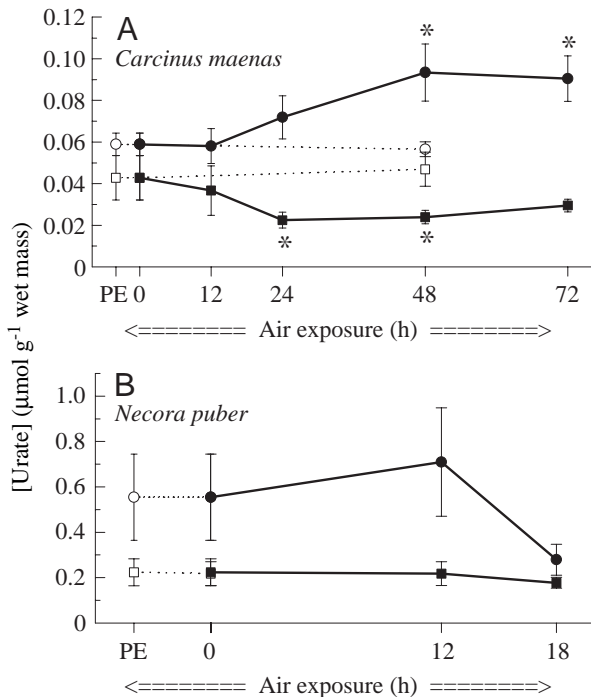 A
Carcinus maenas
0.12
0.10
0.08
0.06
0.04
0.02
0
* * * *
PE 0 12 24 48 72
<======== Air exposure (h) ========>
[Urate] (μmol g⁻¹ wet mass)
B
Necora puber
1.0
0.8
0.6
0.4
0.2
0
PE 0 12 18
<======== Air exposure (h) ========>